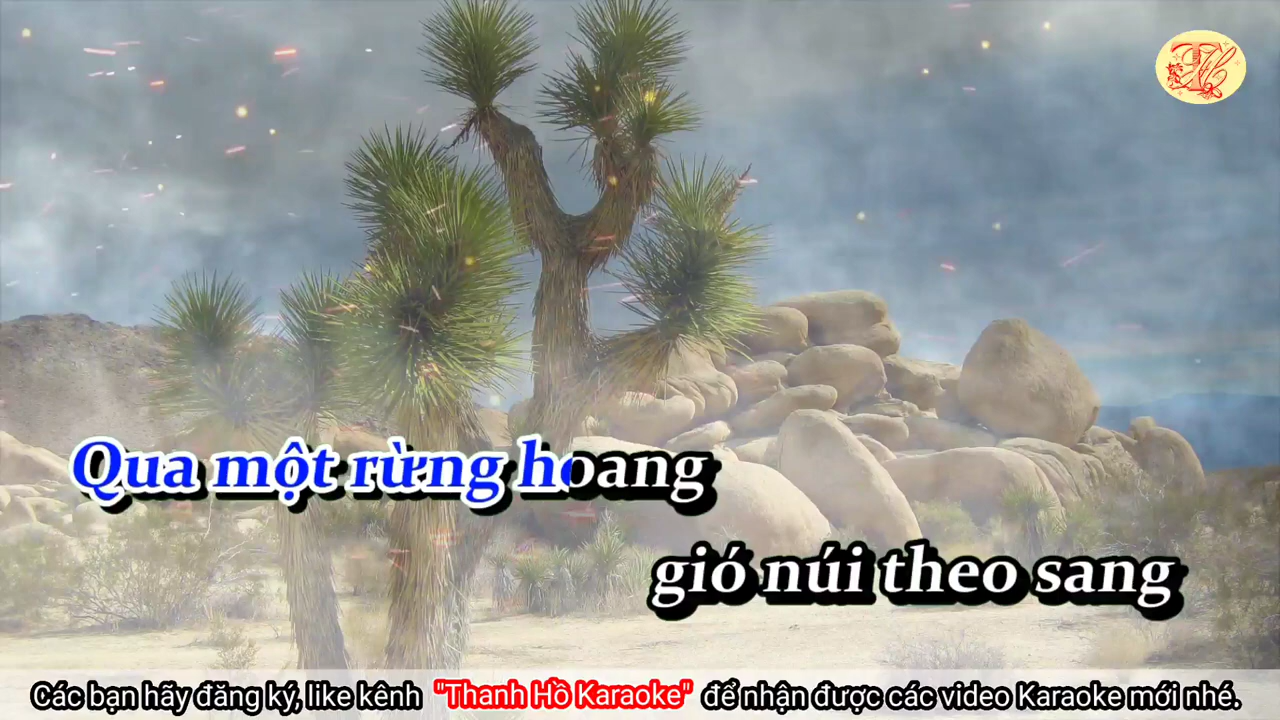 Qua một rừng hoang
gió núi theo sang
Các bạn hãy đăng ký, like kênh "Thanh Hồ Karaoke" để nhận được các video Karaoke mới nhé.